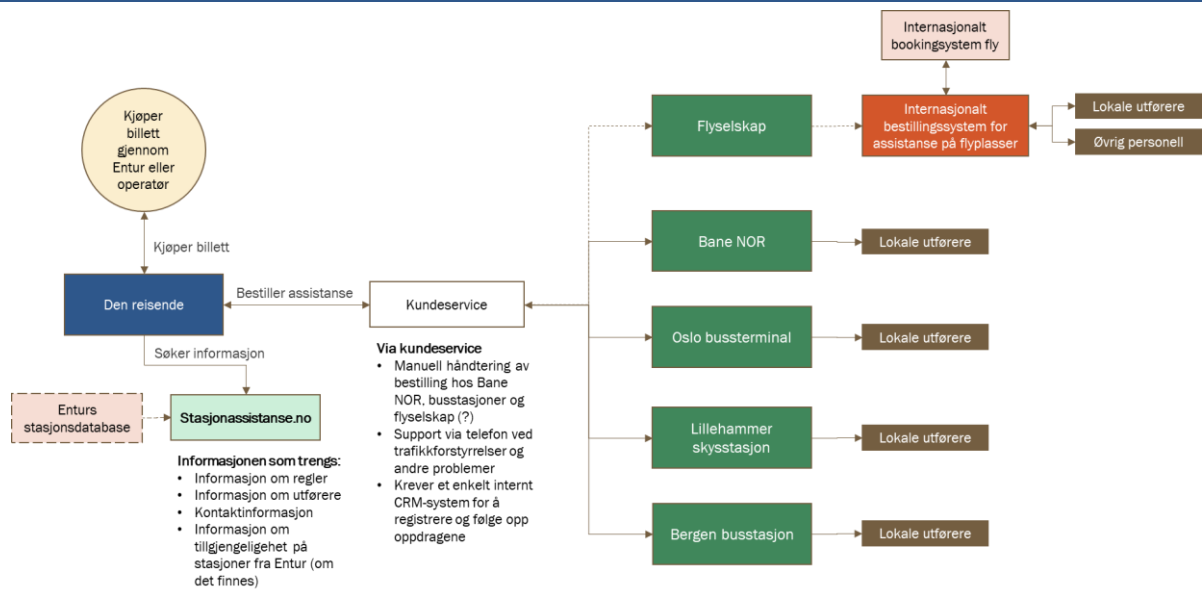 Internasjonalt
bookingsystem fly
Kjøper
billett
gjennom
Entur eller
operatør
Flyselskap
Internasjonalt
bestillingssystem for
assistanse på flyplasser
Lokale utførere
Øvrig personell
Kjøper billett
Bane NOR
Lokale utførere
Den reisende
Bestiller assistanse
Kundeservice
Søker informasjon
Oslo bussterminal
Lokale utførere
Enturs
stasjonsdatabase
Stasjonassistanse.no
Via kundeservice
• Manuell håndtering av
bestilling hos Bane
NOR, busstasjoner og
flyselskap (?)
• Support via telefon ved
trafikkforstyrrelser og
andre problemer
• Krever et enkelt internt
CRM-system for å
registrere og følge opp
oppdragene
Lillehammer
skysstasjon
Lokale utførere
Informasjonen som trengs:
• Informasjon om regler
• Informasjon om utførere
• Kontaktinformasjon
• Informasjon om
tillgjengeligehet på
stasjoner fra Entur (om
det finnes)
Bergen busstasjon
Lokale utførere